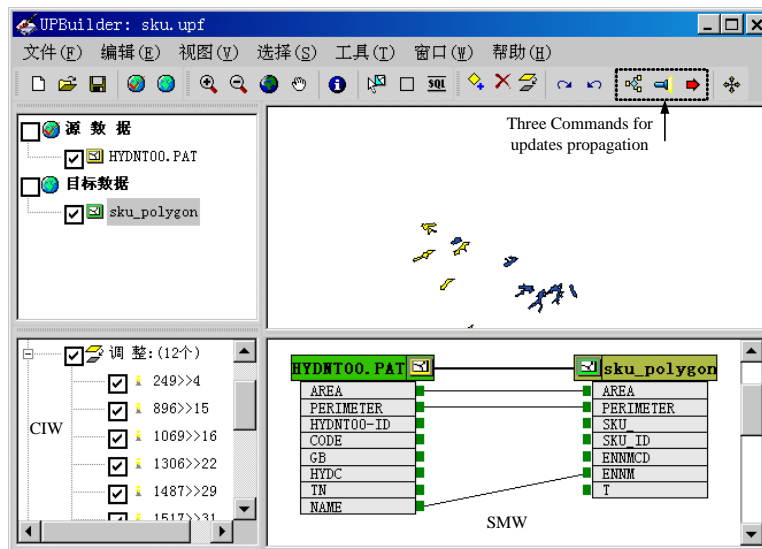 UPBuilder: sku.upf
文件(F) 编辑(E) 视图(V) 选择(S) 工具(T) 窗口(W) 帮助(H)
SQL
Three Commands for
updates propagation
源 数 据
HYDNT00.PAT
目标数据
sku_polygon
调 整:(12个)
249>>4
896>>15
1069>>16
1306>>22
1487>>29
1517>>31
CIW
HYDNT00.PAT
AREA
PERIMETER
HYDNT00-ID
CODE
GB
HYDC
TN
NAME
sku_polygon
AREA
PERIMETER
SKU_
SKU_ID
ENNMCD
ENNM
T
SMW